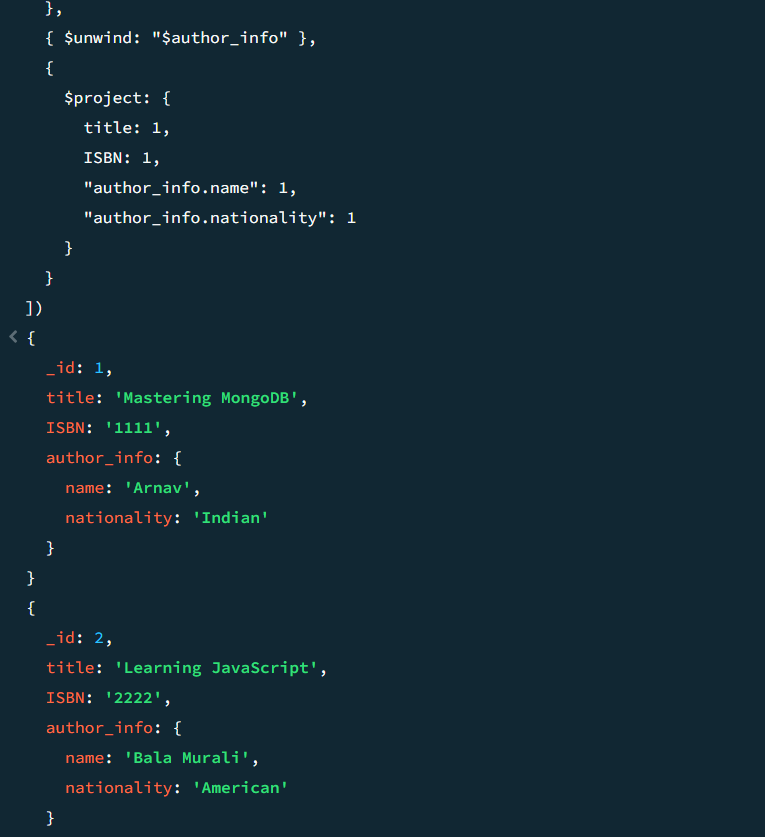 },
{ $unwind: "$author_info" },
{
$project: {
title: 1,
ISBN: 1,
"author_info.name": 1,
"author_info.nationality": 1
}
}
])
< {
_id: 1,
title: 'Mastering MongoDB',
ISBN: '1111',
author_info: {
name: 'Arnav',
nationality: 'Indian'
}
}
{
_id: 2,
title: 'Learning JavaScript',
ISBN: '2222',
author_info: {
name: 'Bala Murali',
nationality: 'American'
}